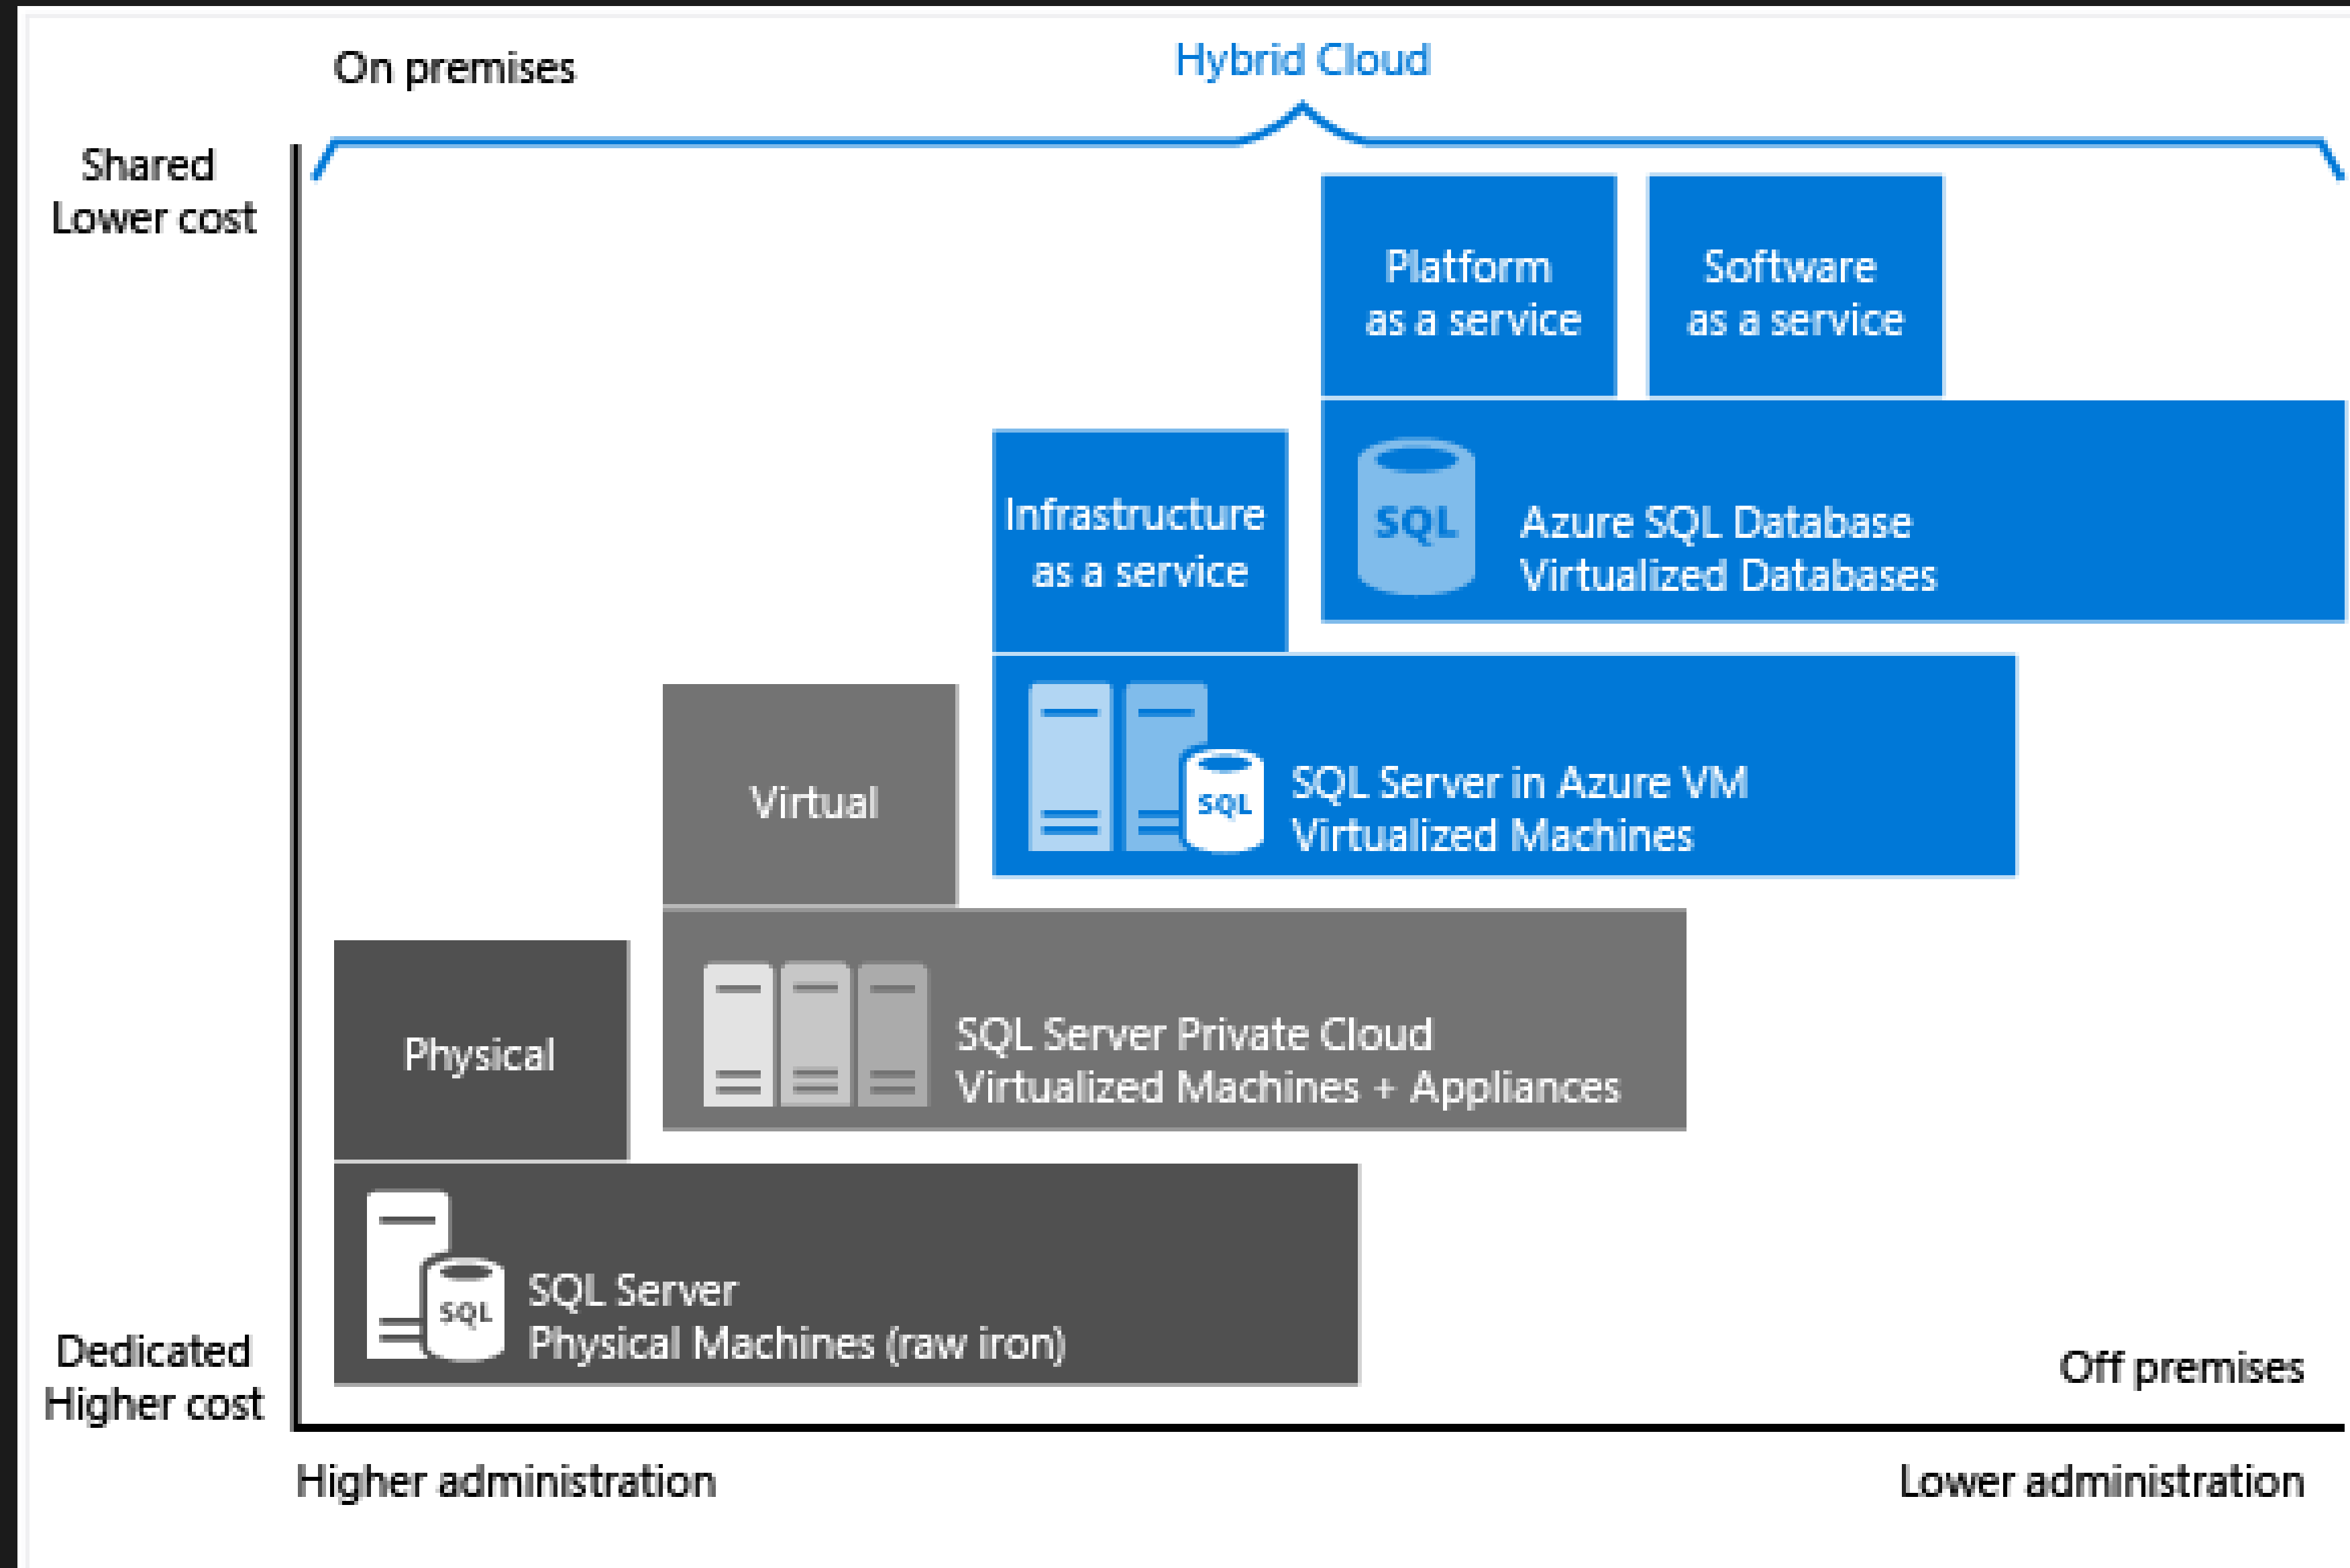 On premises
Hybrid Cloud
Shared
Lower cost
Platform
as a service
Software
as a service
SQL
Azure SQL Database
Virtualized Databases
Infrastructure
as a service
SQL
SQL Server in Azure VM
Virtualized Machines
Virtual
SQL Server Private Cloud
Virtualized Machines + Appliances
Physical
SQL
SQL Server
Physical Machines (raw iron)
Dedicated
Higher cost
Off premises
Higher administration
Lower administration